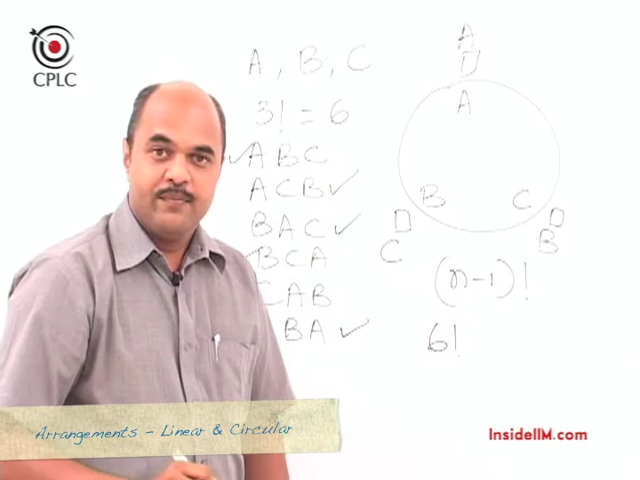 CPLC
A, B, C
3! = 6
ABC
ACB
BAC
BCA
CAB
BA
A
A
B
C
C
B
(n-1)!
6!
Arrangements - Linear & Circular
InsideIIM.com